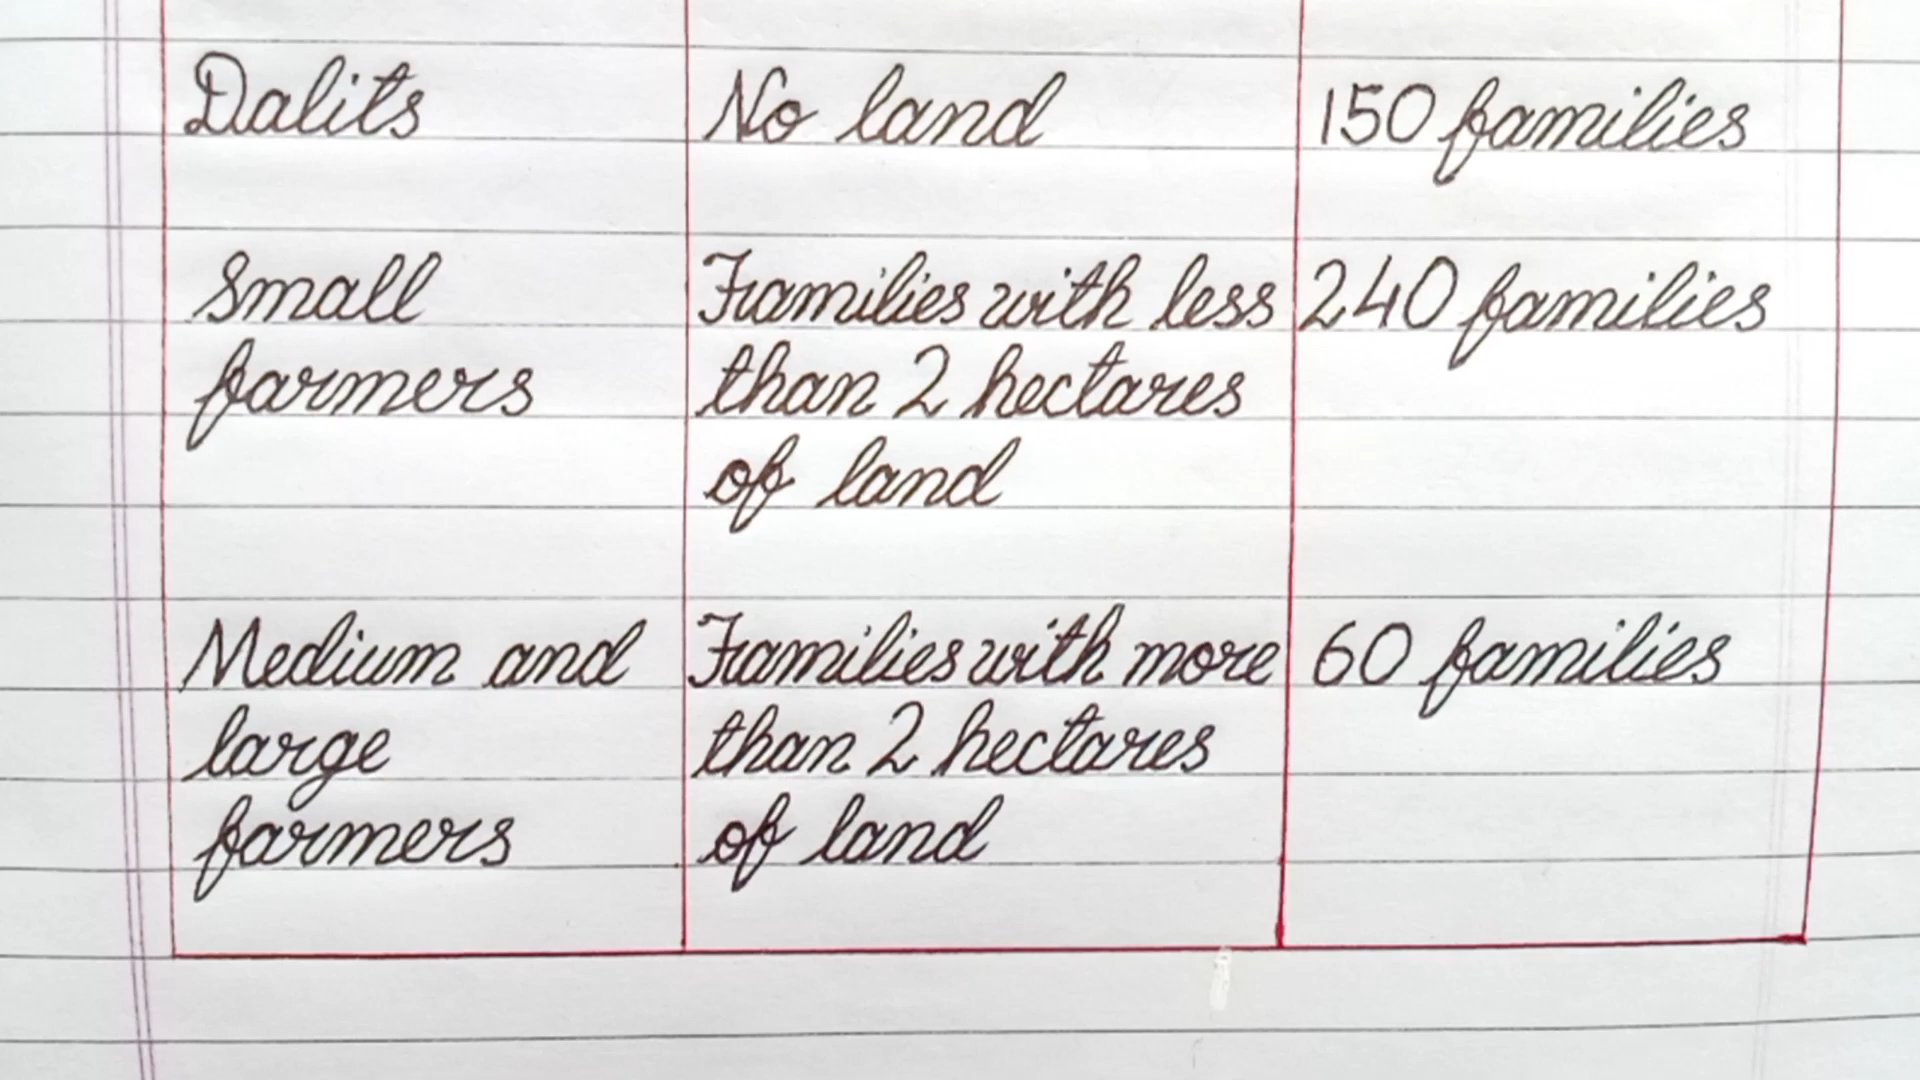 Dalits No land 150 families
Small Families with less 240 families
farmers than 2 hectares
of land
Medium and Families with more 60 families
large than 2 hectares
farmers of land